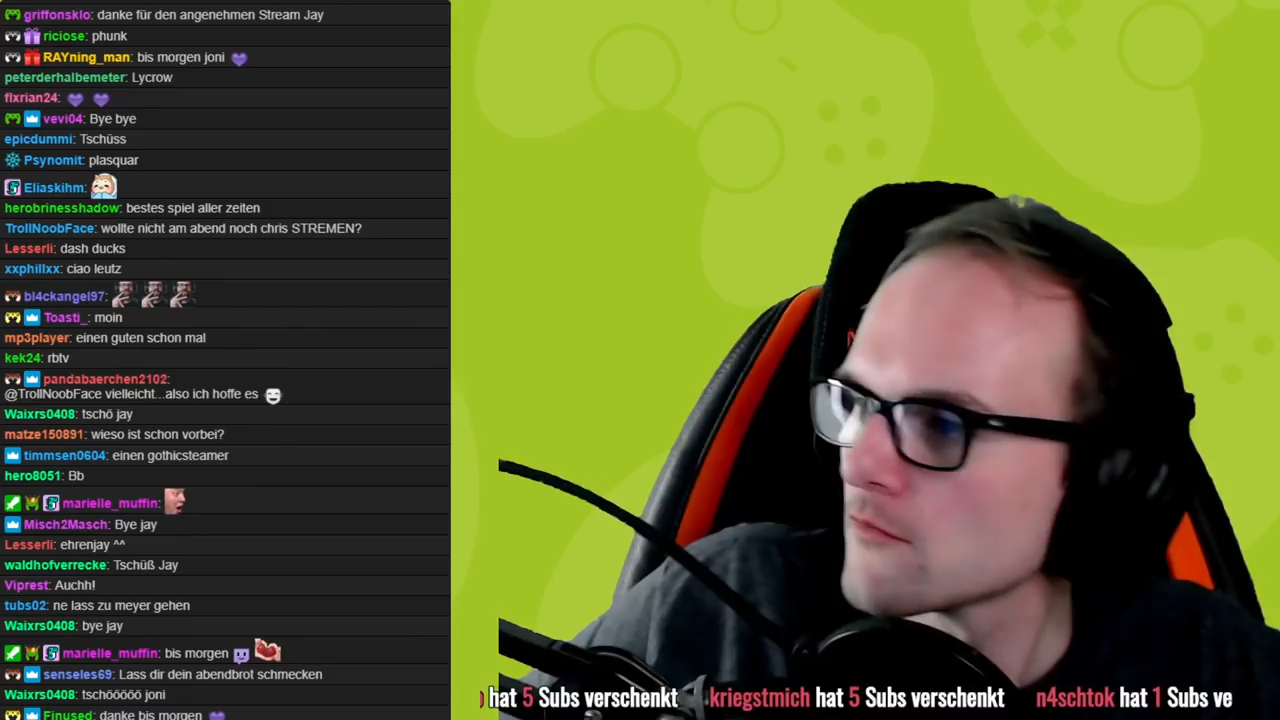 griffonsklo: danke für den angenehmen Stream Jay
riciose: phunk
RAYning_man: bis morgen joni
peterderhalbemeter: Lycrow
flxrian24:
vevi04: Bye bye
epicdummi: Tschüss
Psynomit: plasquar
Eliaskihm:
herobrinesshadow: bestes spiel aller zeiten
TrollNoobFace: wollte nicht am abend noch chris STREMEN?
Lesserli: dash ducks
xxphillxx: ciao leutz
bl4ckangel97:
Toasti_: moin
mp3player: einen guten schon mal
kek24: rbtv
pandabaerchen2102:
@TrollNoobFace vielleicht...also ich hoffe es
Waixrs0408: tschö jay
matze150891: wieso ist schon vorbei?
timmsen0604: einen gothicsteamer
hero8051: Bb
marielle_muffin:
Misch2Masch: Bye jay
Lesserli: ehrenjay ^^
waldhofverrecke: Tschüß Jay
Viprest: Auchh!
tubs02: ne lass zu meyer gehen
Waixrs0408: bye jay
marielle_muffin: bis morgen
senseles69: Lass dir dein abendbrot schmecken
Waixrs0408: tschööööö joni
Finused: danke bis morgen
hat 5 Subs verschenkt kriegstmich hat 5 Subs verschenkt n4schtok hat 1 Subs ve